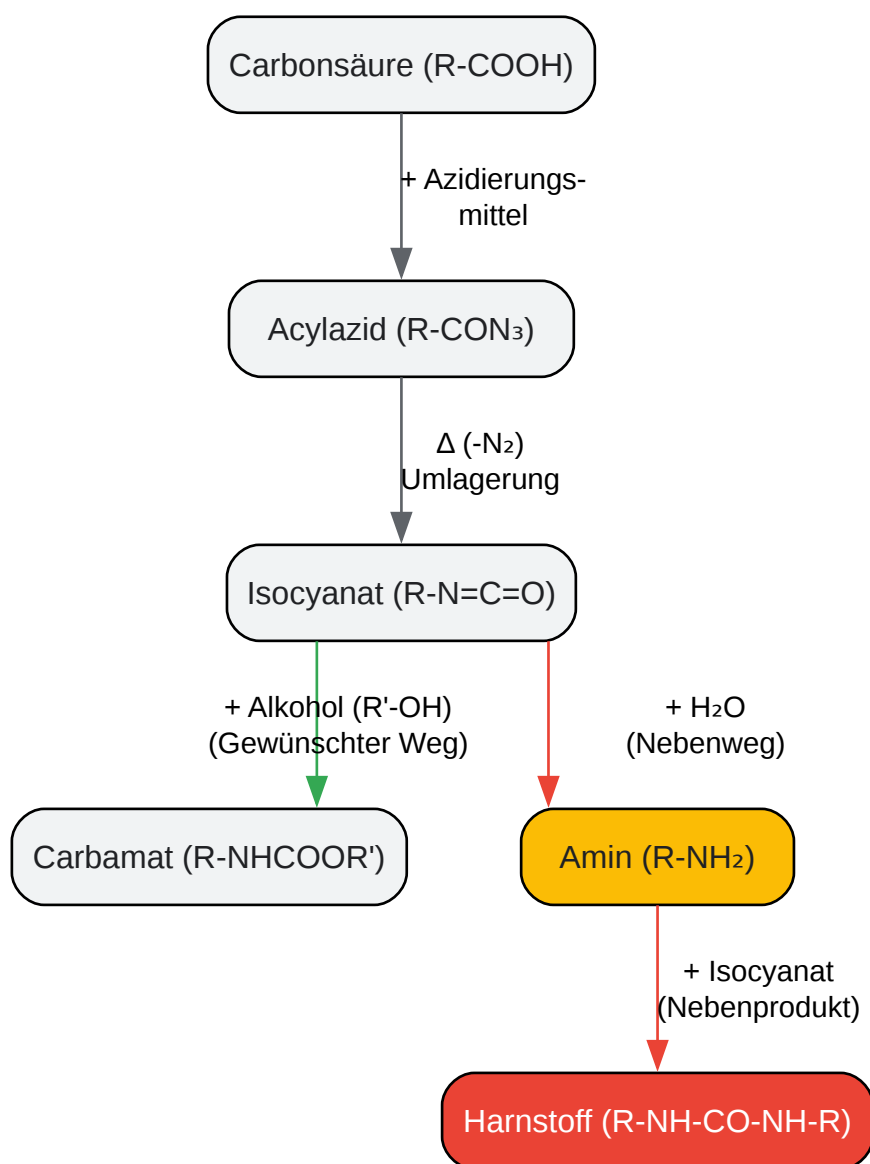 Carbonsäure (R-COOH)
+ Azidierungs-
mittel
Acylazid (R-CON₃)
Δ (-N₂)
Umlagerung
Isocyanat (R-N=C=O)
+ Alkohol (R'-OH)
(Gewünschter Weg)
+ H₂O
(Nebenweg)
Carbamat (R-NHCOOR')
Amin (R-NH₂)
+ Isocyanat
(Nebenprodukt)
Harnstoff (R-NH-CO-NH-R)